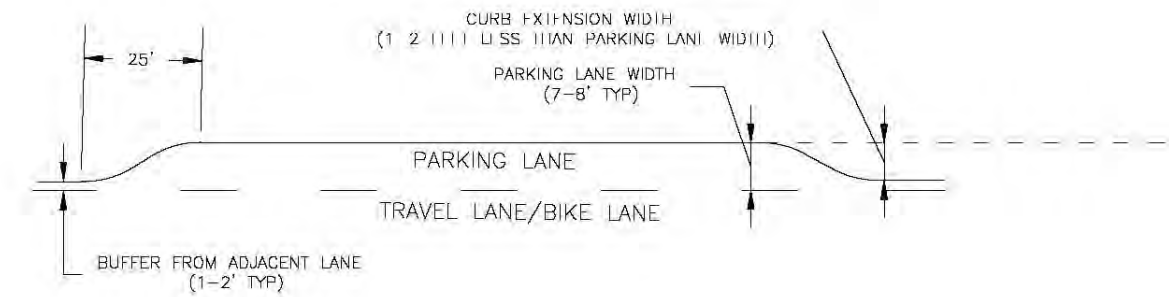 CURB EXTENSION WIDTH
(1-2 FEET LESS THAN PARKING LANE WIDTH)
25'
PARKING LANE WIDTH
(7-8' TYP)
PARKING LANE
TRAVEL LANE/BIKE LANE
BUFFER FROM ADJACENT LANE
(1-2' TYP)